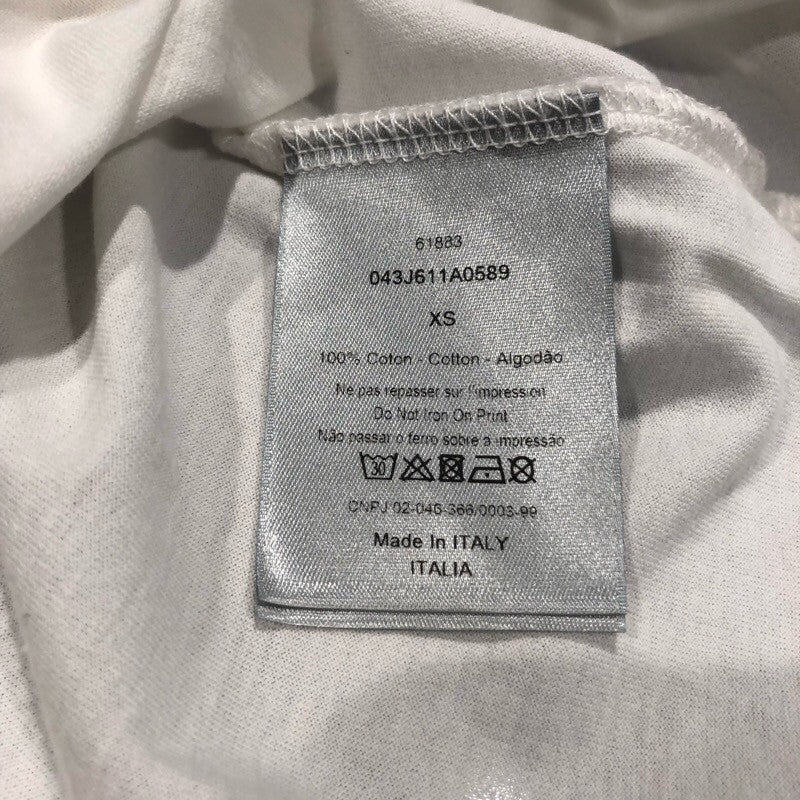 61883
043J611A0589
XS
100% Coton - Cotton - Algodão
Ne pas repasser sur l'impression
Do Not Iron On Print
Não passar o ferro sobre a impressão
30
CNPJ 02-046-366/0003-99
Made In ITALY
ITALIA